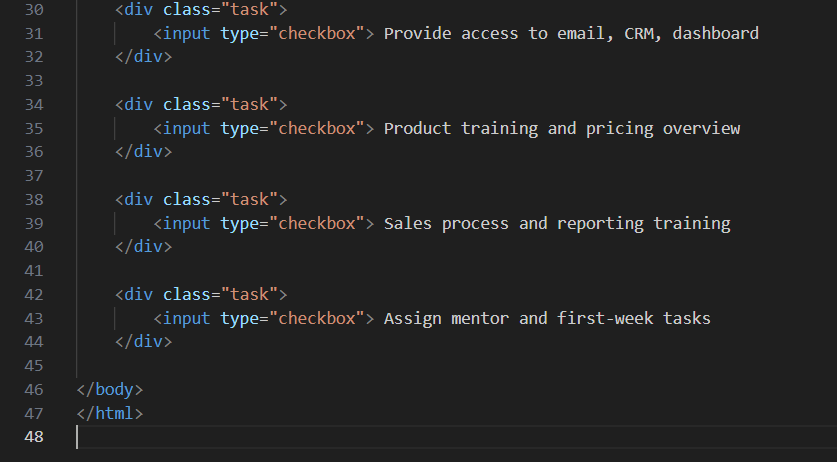 30 <div class="task">
31 <input type="checkbox"> Provide access to email, CRM, dashboard
32 </div>
33
34 <div class="task">
35 <input type="checkbox"> Product training and pricing overview
36 </div>
37
38 <div class="task">
39 <input type="checkbox"> Sales process and reporting training
40 </div>
41
42 <div class="task">
43 <input type="checkbox"> Assign mentor and first-week tasks
44 </div>
45
46 </body>
47 </html>
48